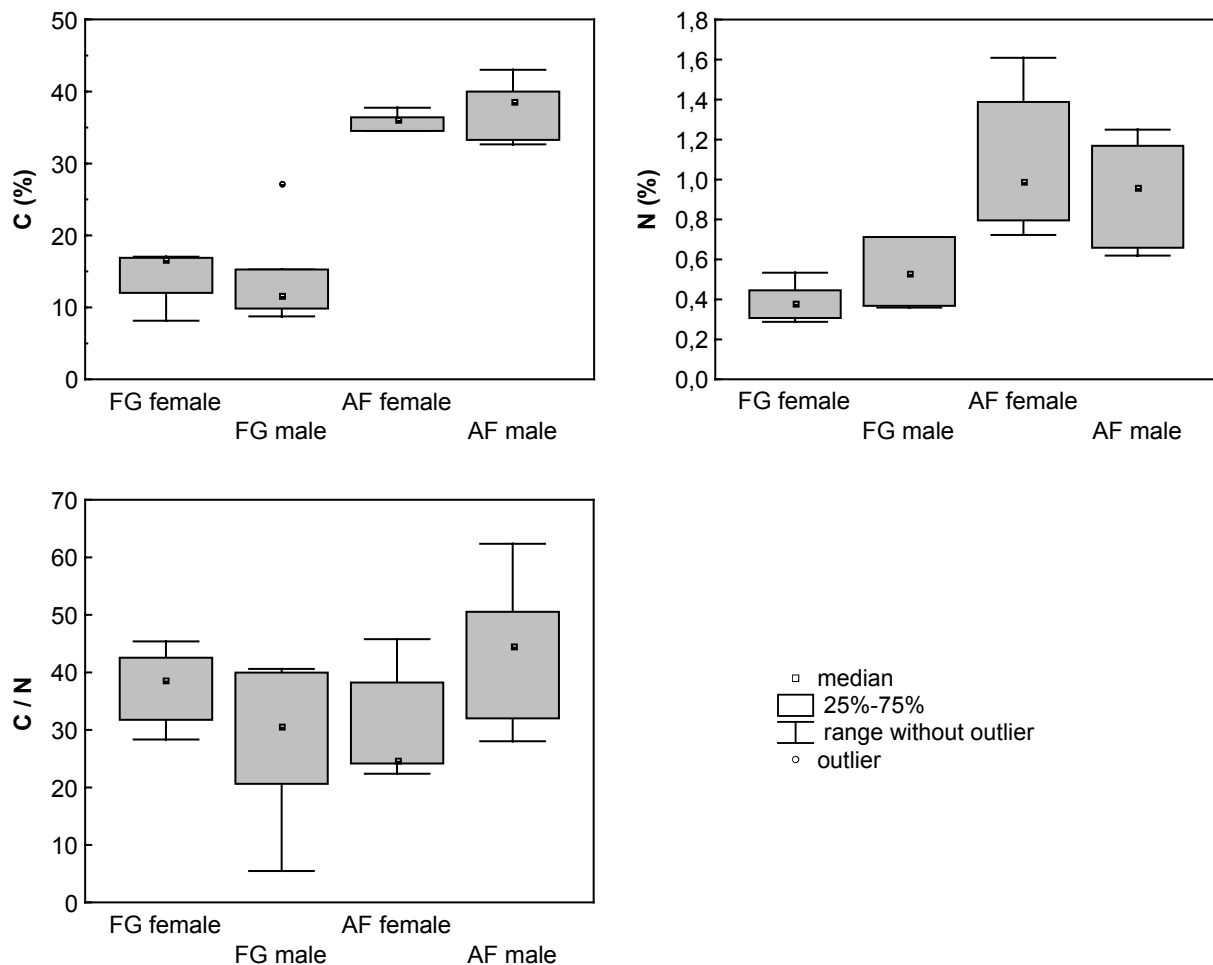 50
40
30
20
10
0
C (%)
FG female
FG male
AF female
AF male
1,8
1,6
1,4
1,2
1,0
0,8
0,6
0,4
0,2
0,0
N (%)
FG female
FG male
AF female
AF male
70
60
50
40
30
20
10
0
C / N
FG female
FG male
AF female
AF male
median
25%-75%
range without outlier
outlier